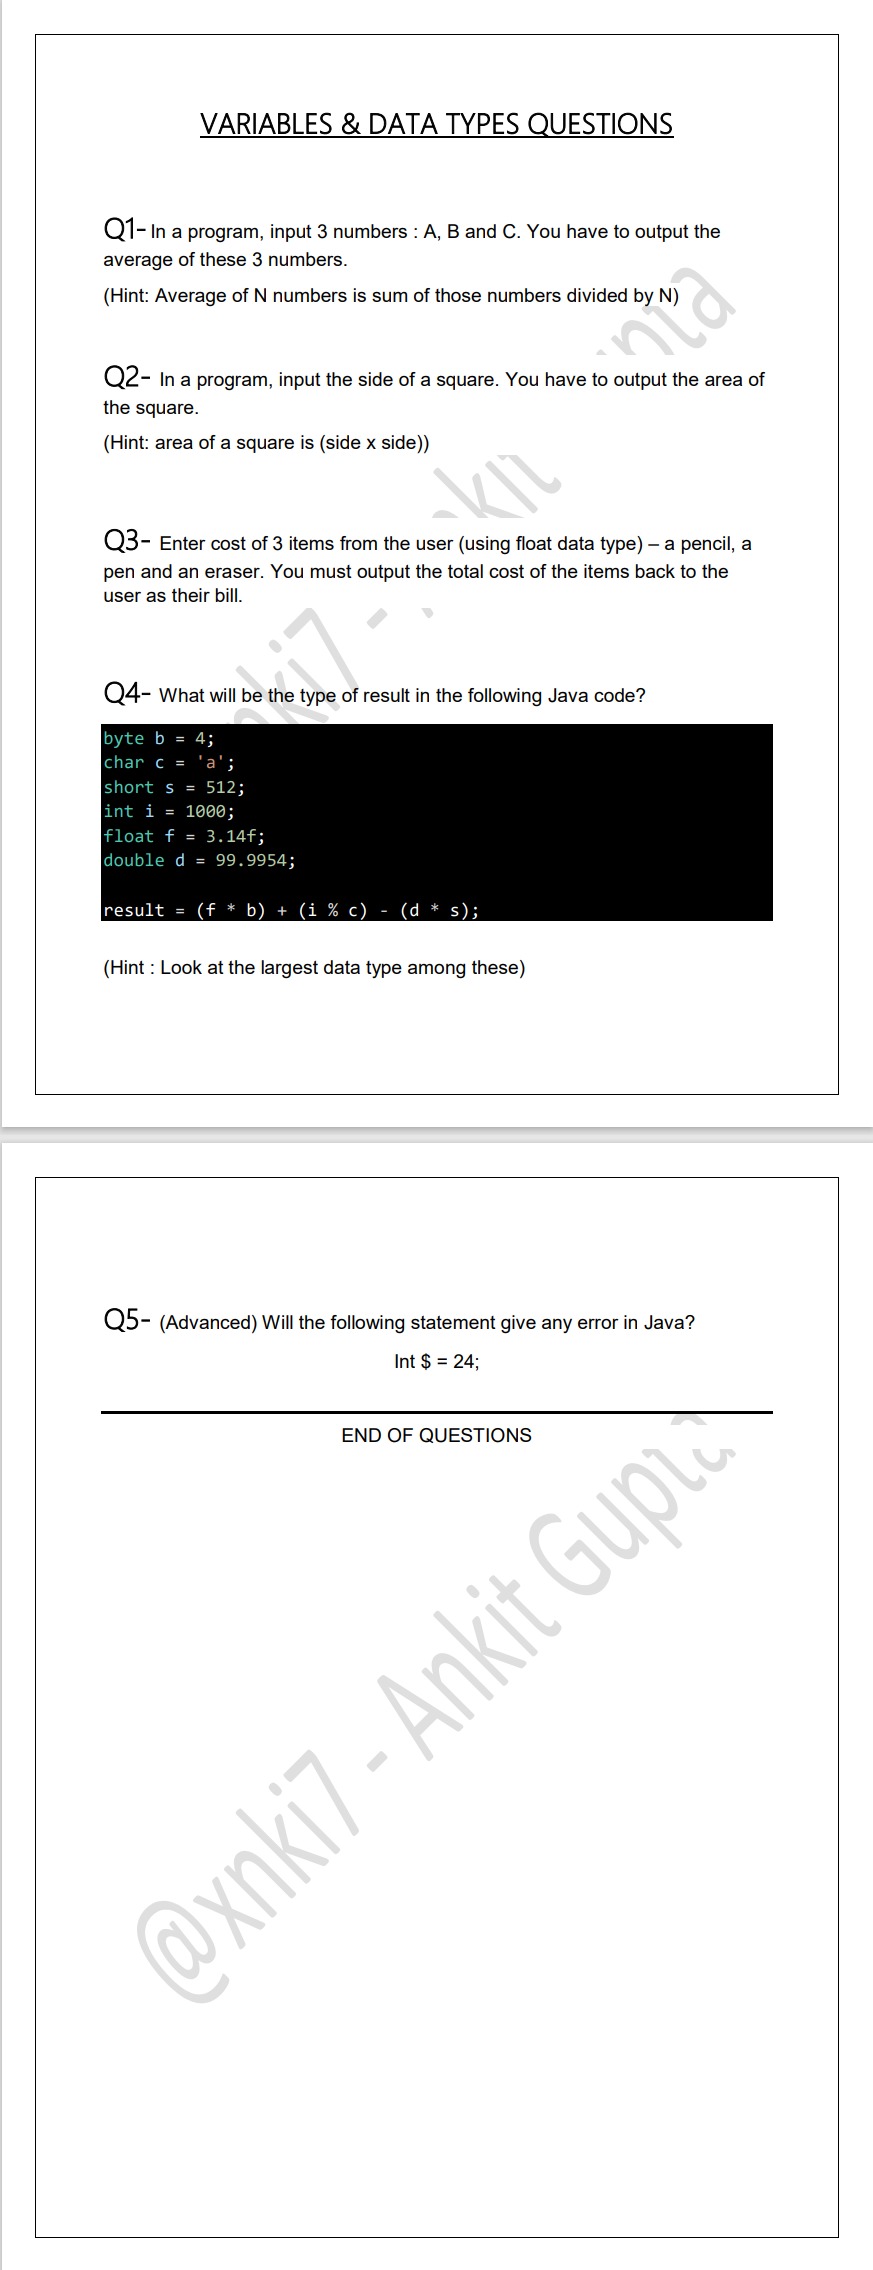 VARIABLES & DATA TYPES QUESTIONS
Q1- In a program, input 3 numbers : A, B and C. You have to output the
average of these 3 numbers.
(Hint: Average of N numbers is sum of those numbers divided by N)
Q2- In a program, input the side of a square. You have to output the area of
the square.
(Hint: area of a square is (side x side))
Q3- Enter cost of 3 items from the user (using float data type) – a pencil, a
pen and an eraser. You must output the total cost of the items back to the
user as their bill.
Q4- What will be the type of result in the following Java code?
byte b = 4;
char c = 'a';
short s = 512;
int i = 1000;
float f = 3.14f;
double d = 99.9954;
result = (f * b) + (i % c) - (d * s);
(Hint : Look at the largest data type among these)
Q5- (Advanced) Will the following statement give any error in Java?
Int $ = 24;
END OF QUESTIONS
@xnki7 - Ankit Gupta